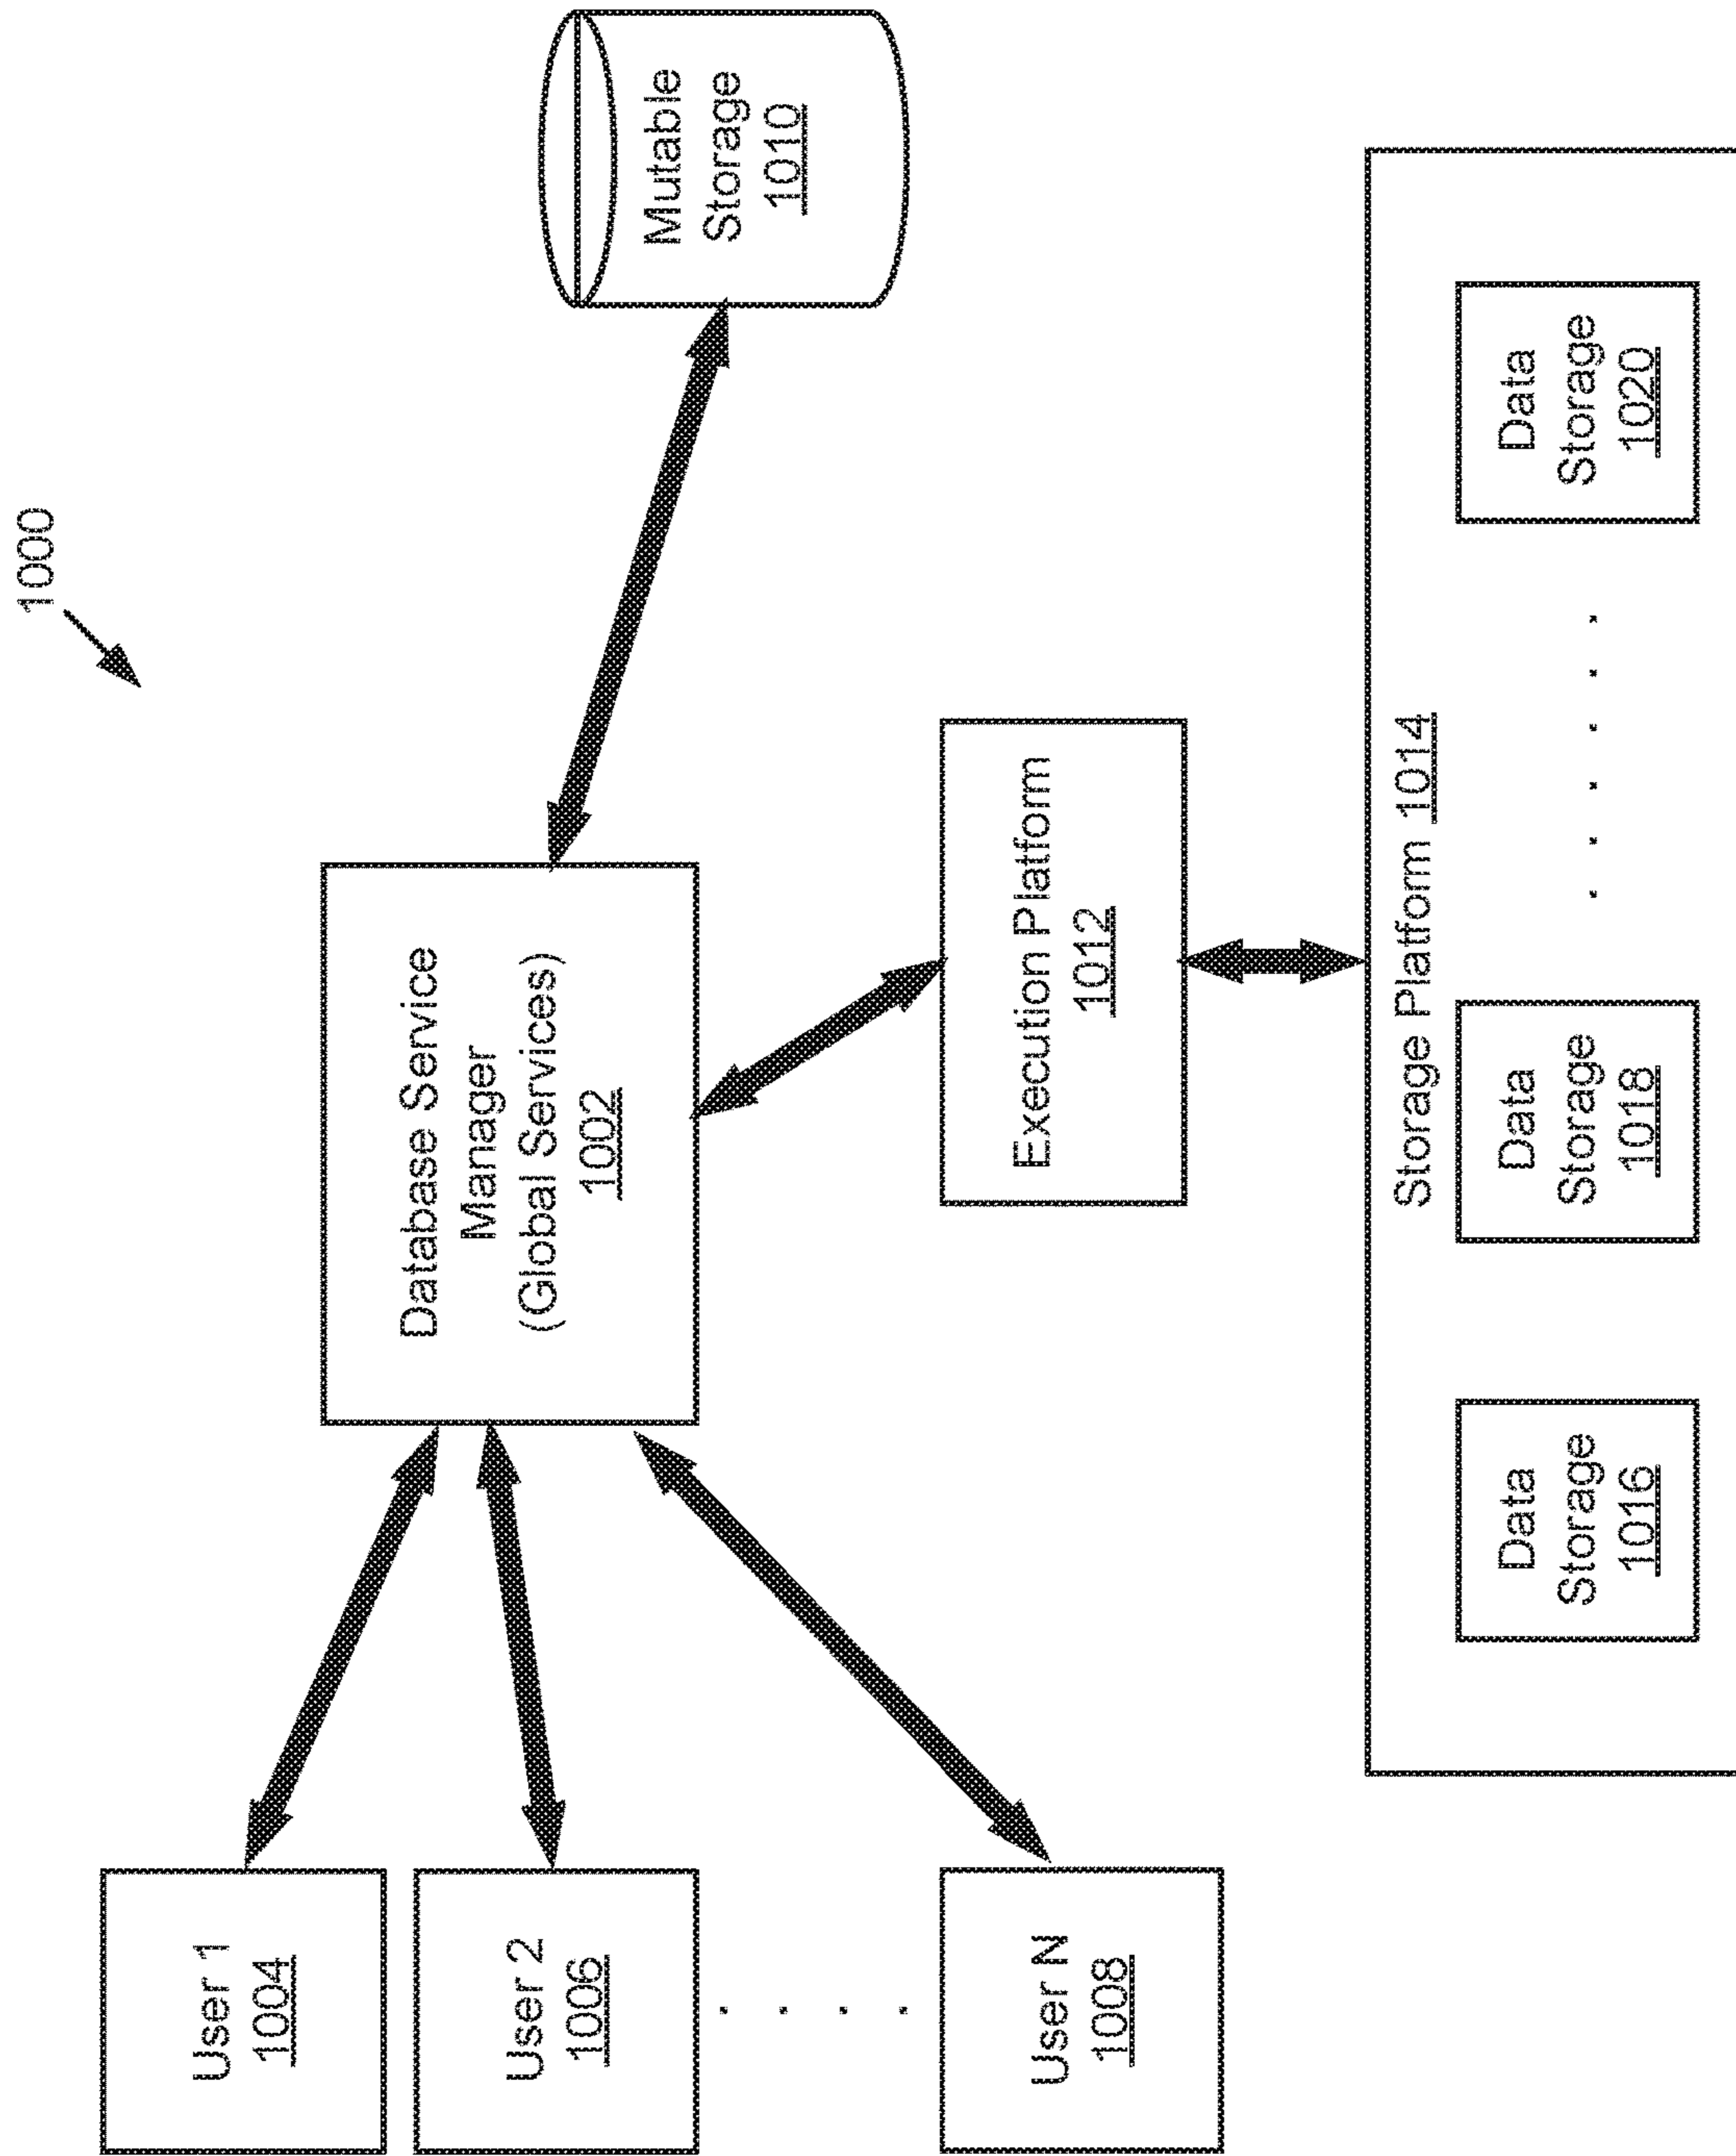 1000
User 1
1004
User 2
1006
User N
1008
Database Service
Manager
(Global Services)
1002
Mutable
Storage
1010
Execution Platform
1012
Storage Platform 1014
Data
Storage
1016
Data
Storage
1018
Data
Storage
1020